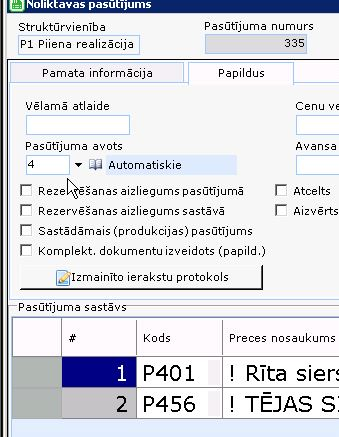 Noliktavas pasūtījums
Struktūrvienība
Pasūtījuma numurs
P1 Piiena realizācija
335
Pamata informācija
Papildus
Vēlamā atlaide
Cenu ve
Pasūtījuma avots
Avansa
4
Automatiskie
Rezervēšanas aizliegums pasūtījumā
Atcelts
Rezervēšanas aizliegums sastāvā
Aizvērts
Sastādāmais (produkcijas) pasūtījums
Komplekt. dokumentu izveidots (papild.)
Izmainīto ierakstu protokols
Pasūtījuma sastāvs
# Kods Preces nosaukums
1 P401 ! Rīta siers
2 P456 ! TĒJAS S